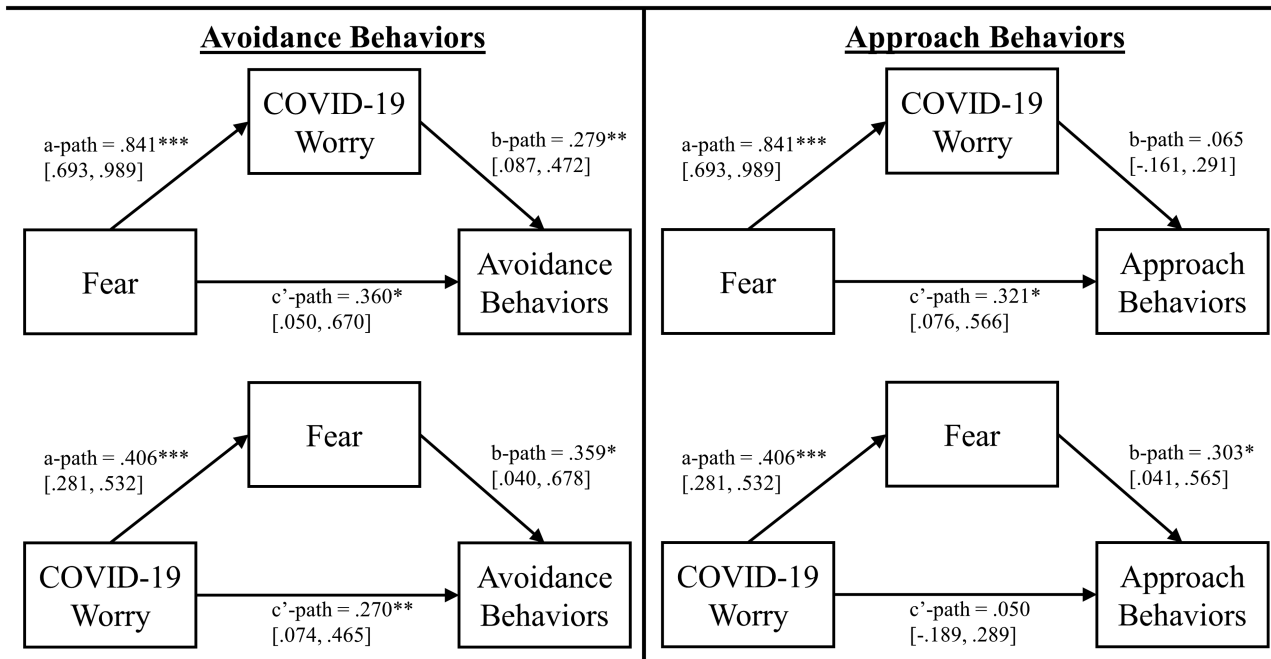 Avoidance Behaviors
COVID-19
Worry
a-path = .841***
[.693, .989]
b-path = .279**
[.087, .472]
Fear
Avoidance
Behaviors
c’-path = .360*
[.050, .670]
Fear
a-path = .406***
[.281, .532]
b-path = .359*
[.040, .678]
COVID-19
Worry
Avoidance
Behaviors
c’-path = .270**
[.074, .465]
Approach Behaviors
COVID-19
Worry
a-path = .841***
[.693, .989]
b-path = .065
[-.161, .291]
Fear
Approach
Behaviors
c’-path = .321*
[.076, .566]
Fear
a-path = .406***
[.281, .532]
b-path = .303*
[.041, .565]
COVID-19
Worry
Approach
Behaviors
c’-path = .050
[-.189, .289]